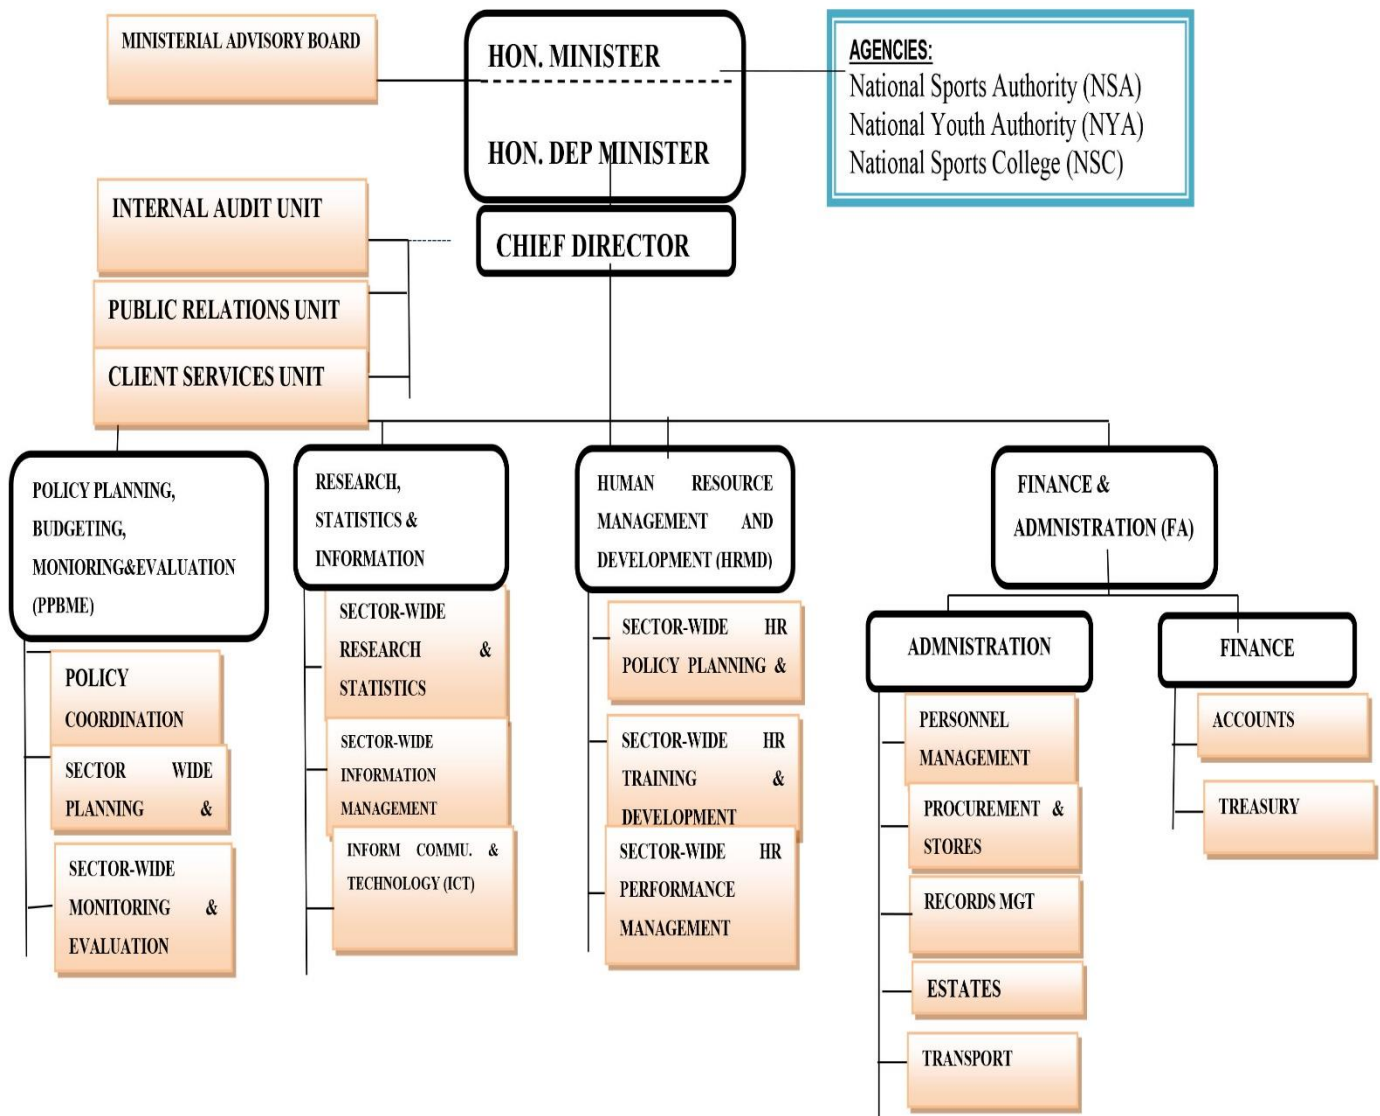 MINISTERIAL ADVISORY BOARD
HON. MINISTER
HON. DEP MINISTER
AGENCIES:
National Sports Authority (NSA)
National Youth Authority (NYA)
National Sports College (NSC)
INTERNAL AUDIT UNIT
CHIEF DIRECTOR
PUBLIC RELATIONS UNIT
CLIENT SERVICES UNIT
POLICY PLANNING,
BUDGETING,
MONIORING&EVALUATION
(PPBME)
RESEARCH,
STATISTICS &
INFORMATION
HUMAN RESOURCE
MANAGEMENT AND
DEVELOPMENT (HRMD)
FINANCE &
ADMNISTRATION (FA)
POLICY
COORDINATION
SECTOR WIDE
PLANNING &
SECTOR-WIDE
MONITORING &
EVALUATION
SECTOR-WIDE
RESEARCH &
STATISTICS
SECTOR-WIDE
INFORMATION
MANAGEMENT
INFORM COMMU. &
TECHNOLOGY (ICT)
SECTOR-WIDE HR
POLICY PLANNING &
SECTOR-WIDE HR
TRAINING &
DEVELOPMENT
SECTOR-WIDE HR
PERFORMANCE
MANAGEMENT
ADMNISTRATION
PERSONNEL
MANAGEMENT
PROCUREMENT &
STORES
RECORDS MGT
ESTATES
TRANSPORT
FINANCE
ACCOUNTS
TREASURY